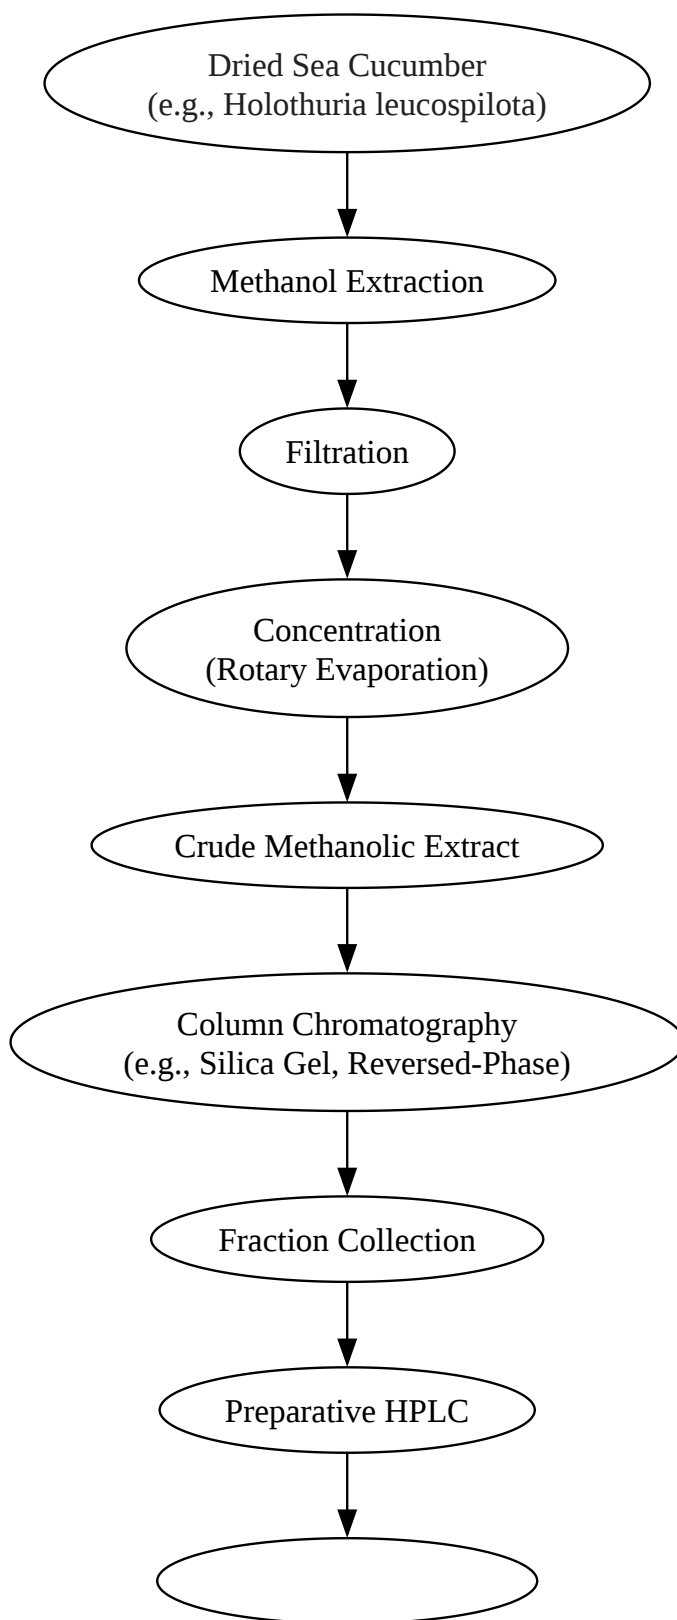 Dried Sea Cucumber
(e.g., Holothuria leucospilota)
Methanol Extraction
Filtration
Concentration
(Rotary Evaporation)
Crude Methanolic Extract
Column Chromatography
(e.g., Silica Gel, Reversed-Phase)
Fraction Collection
Preparative HPLC